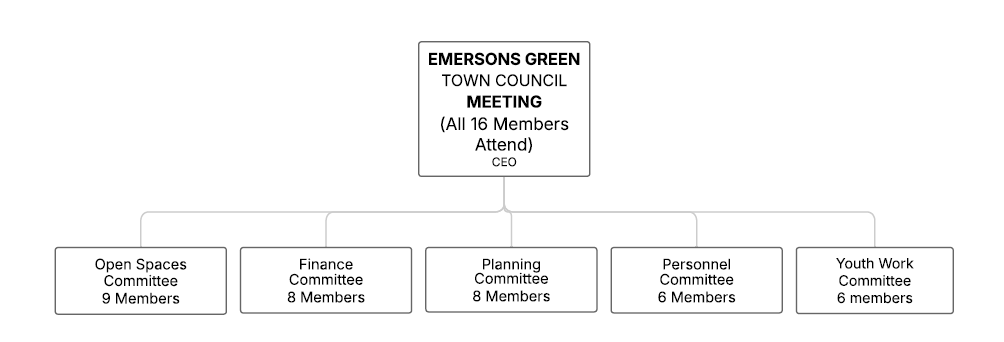 EMERSONS GREEN
TOWN COUNCIL
MEETING
(All 16 Members
Attend)
CEO
Open Spaces
Committee
9 Members
Finance
Committee
8 Members
Planning
Committee
8 Members
Personnel
Committee
6 Members
Youth Work
Committee
6 members